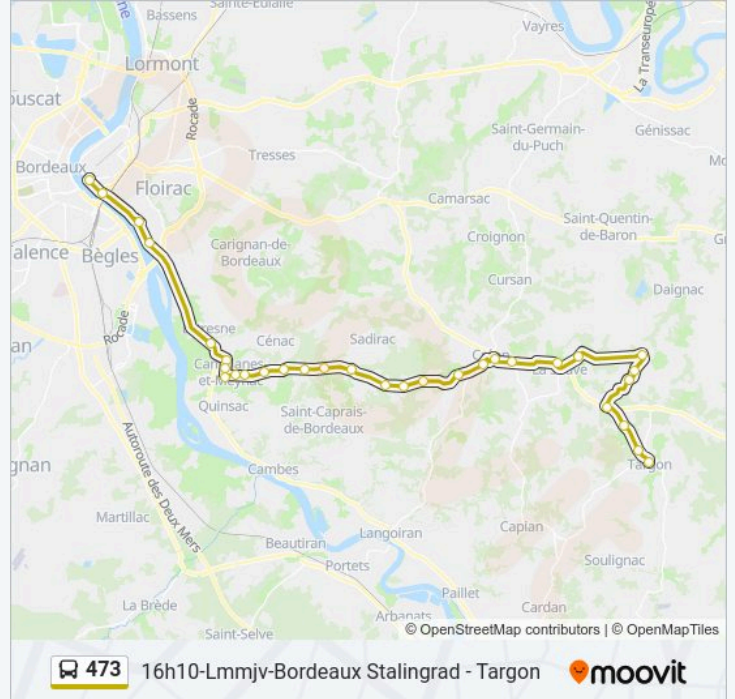 Sainte-Eulalie
Bassens
Vayres
La Transeuropé
Lormont
ouscat
Rocade
Saint-Germain-
du-Puch
Génissac
Tresses
Bordeaux
Floirac
Camarsac
Saint-Quentin-
de-Baron
Carignan-de-
Bordeaux
Croignon
alence
Bègles
Cursan
Daignac
Rocade
resne
Cénac
Sadirac
an
et-Meynac
Quinsac
Saint-Caprais-
de-Bordeaux
Autoroute des Deux Mers
gnan
Cambes
Targon
Martillac
Langoiran
Capian
Beautiran
Portets
Soulignac
La Brède
Paillet
Cardan
Arbanats
Saint-Selve
© OpenStreetMap contributors | © OpenMapTiles
473 16h10-Lmmjv-Bordeaux Stalingrad - Targon moovit